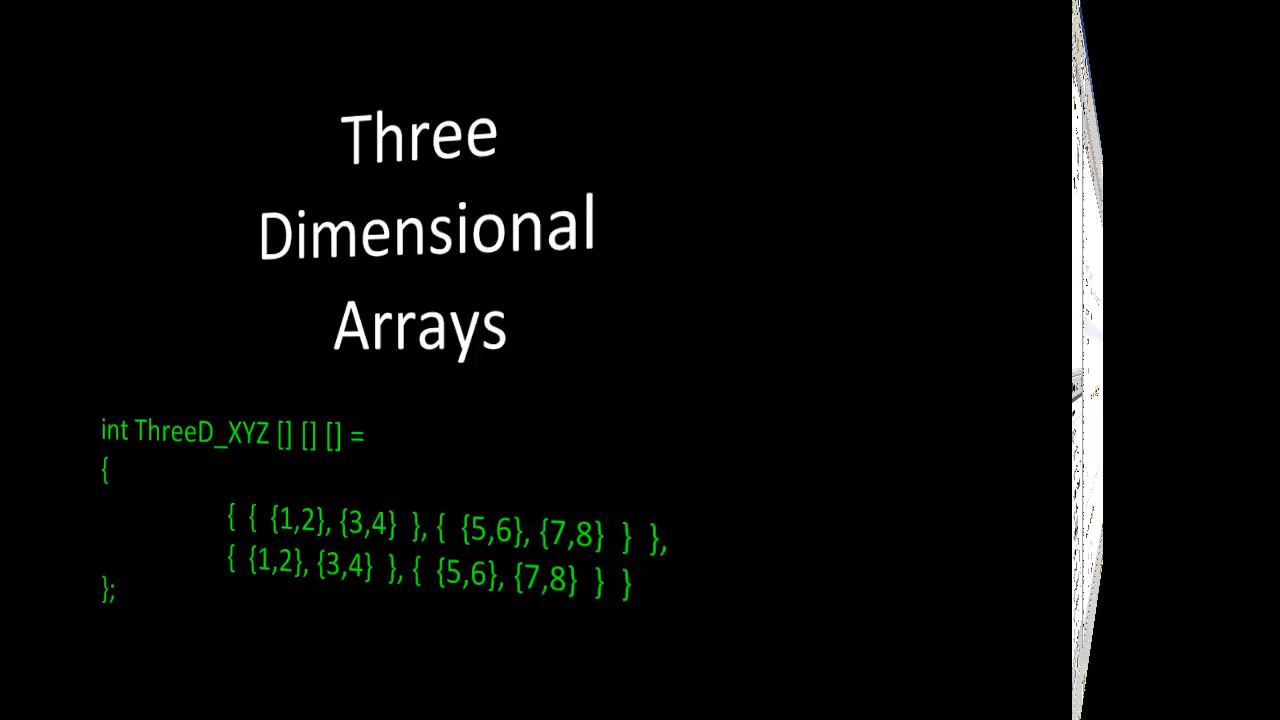 Three
Dimensional
Arrays
int ThreeD_XYZ [] [] [] =
{
{ { {1,2}, {3,4} }, { {5,6}, {7,8} } },
{ {1,2}, {3,4} }, { {5,6}, {7,8} } }
};